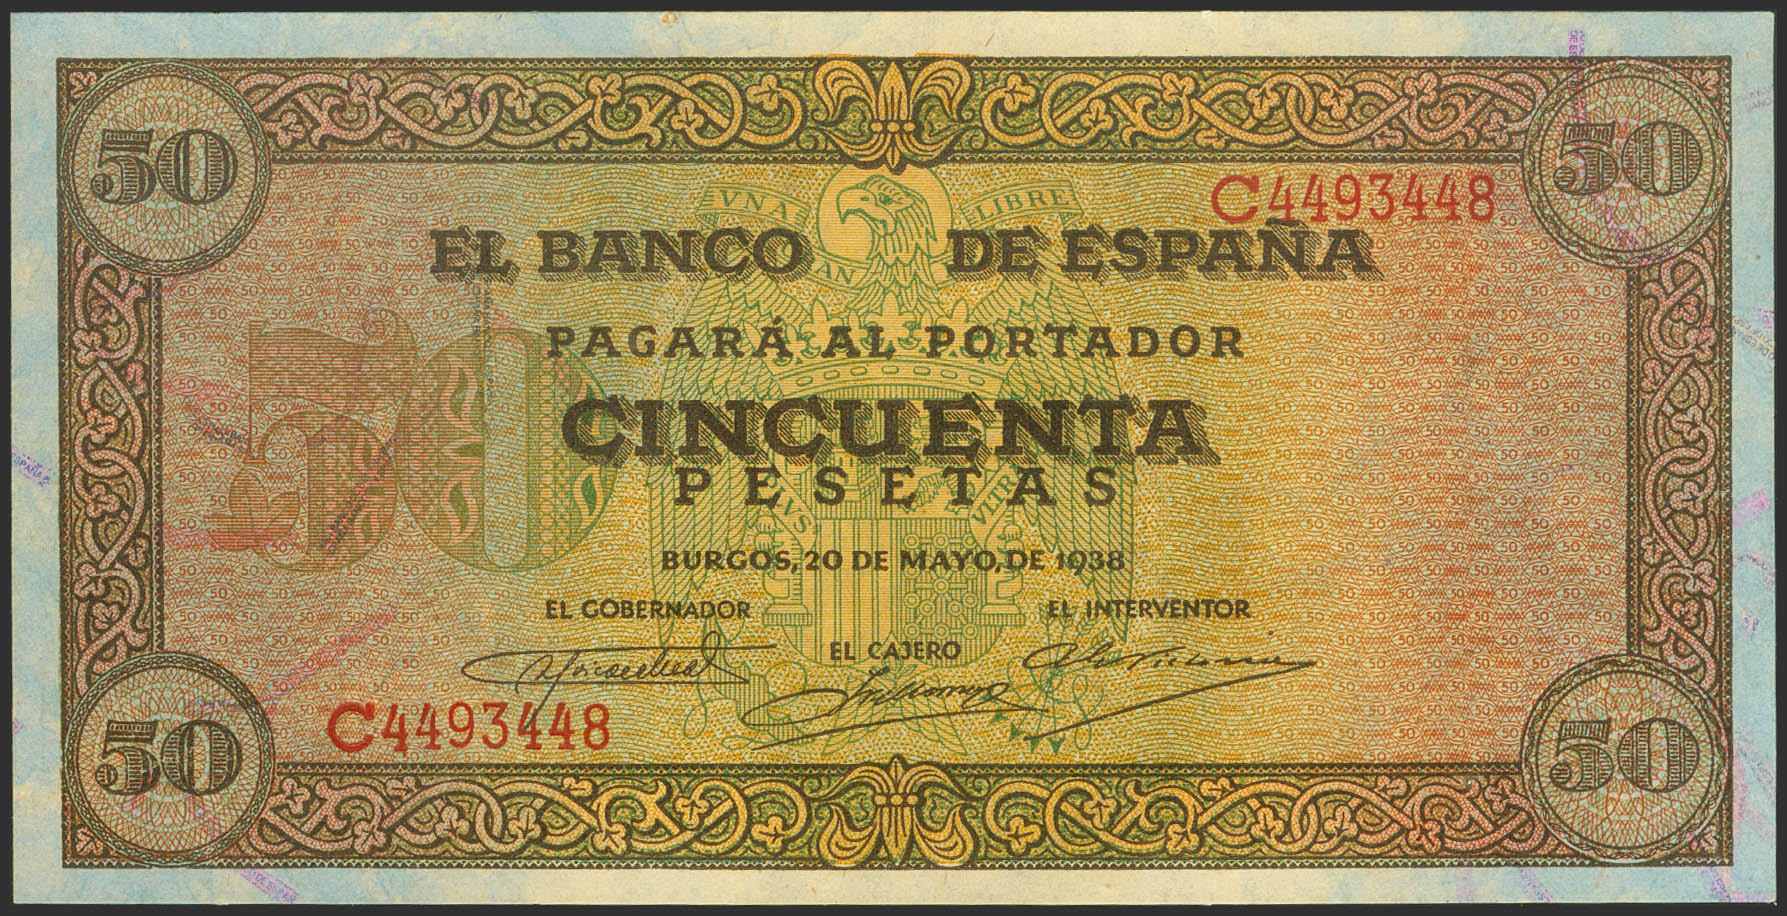 50
50
VNA
LIBRE
C4493448
EL BANCO DE ESPAÑA
PAGARÁ AL PORTADOR
CINCUENTA
PESETAS
50
BURGOS, 20 DE MAYO, DE 1938
EL GOBERNADOR
EL INTERVENTOR
EL CAJERO
C4493448
50
50